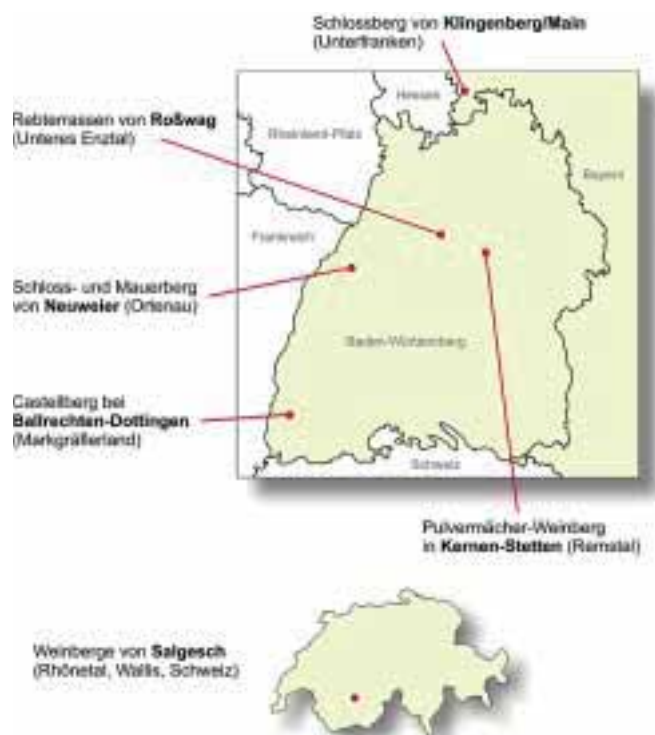 Schlossberg von Klingenberg/Main
(Unterfranken)
Hessen
Rebterrassen von Roßwag
(Unteres Enztal)
Rheinland-Pfalz
Bayern
Frankreich
Schloss- und Mauerberg
von Neuweier (Ortenau)
Baden-Württemberg
Castellberg bei
Ballrechten-Dottingen
(Markgräflerland)
Schweiz
Pulvermächer-Weinberg
in Kernen-Stetten (Remstal)
Weinberge von Salgesch
(Rhônetal, Wallis, Schweiz)